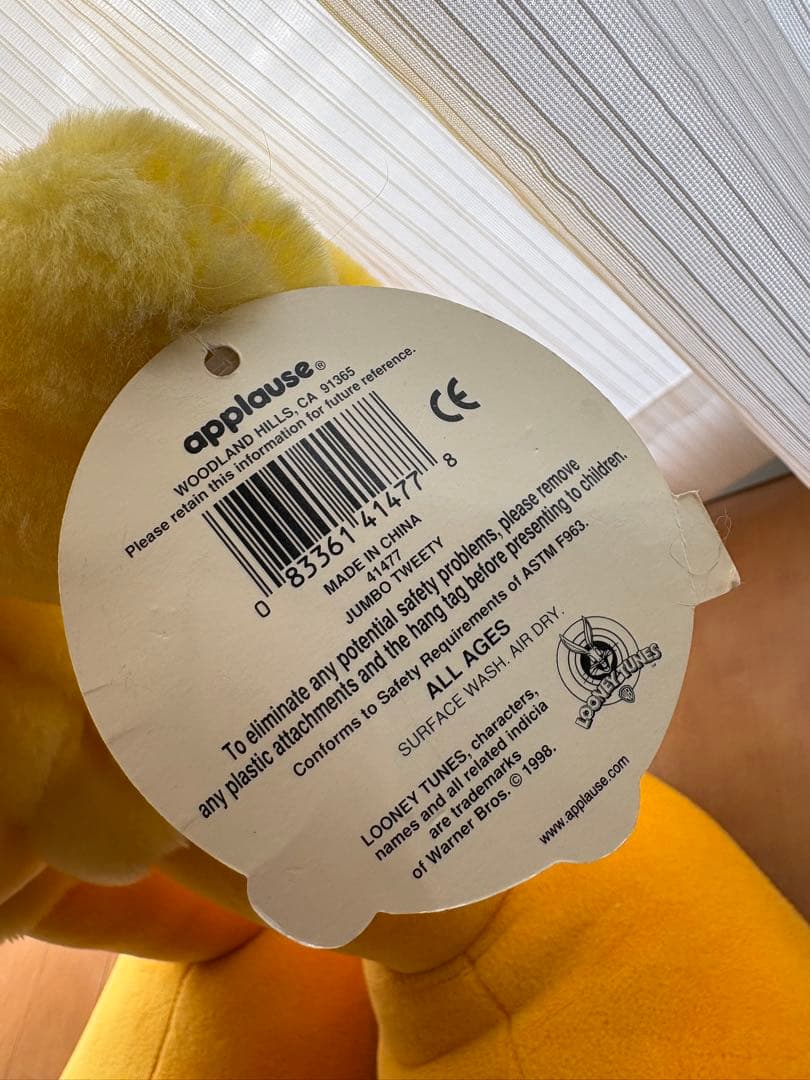 applause®
WOODLAND HILLS, CA 91365
Please retain this information for future reference.
CE
0 83361 41477 8
MADE IN CHINA
41477
JUMBO TWEETY
To eliminate any potential safety problems, please remove
any plastic attachments and the hang tag before presenting to children.
Conforms to Safety Requirements of ASTM F963.
ALL AGES
SURFACE WASH. AIR DRY.
LOONEY TUNES
WB
LOONEY TUNES, characters,
names and all related indicia
are trademarks
of Warner Bros. © 1998.
www.applause.com